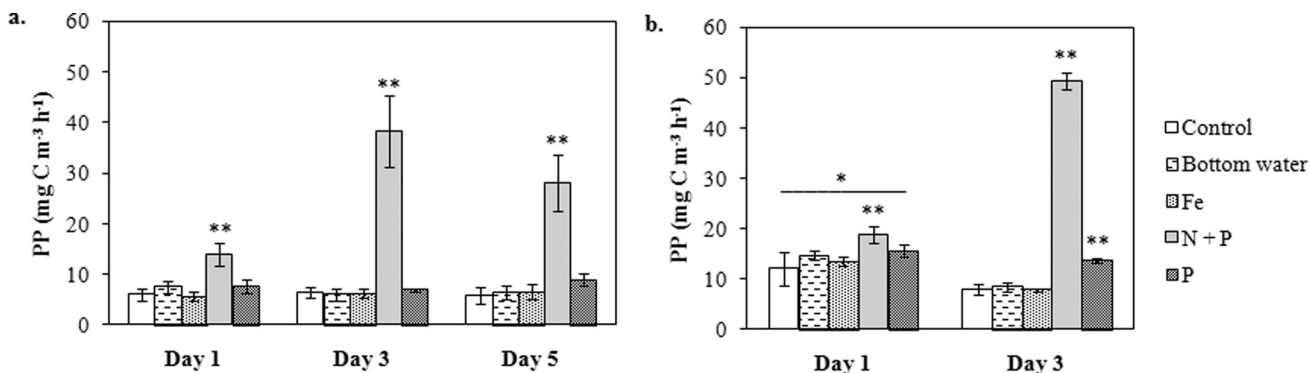 a.
PP (mg C m⁻³ h⁻¹)
60
50
40
30
20
10
0
**
**
**
Day 1
Day 3
Day 5
b.
PP (mg C m⁻³ h⁻¹)
60
50
40
30
20
10
0
*
**
**
**
Day 1
Day 3
Control
Bottom water
Fe
N + P
P